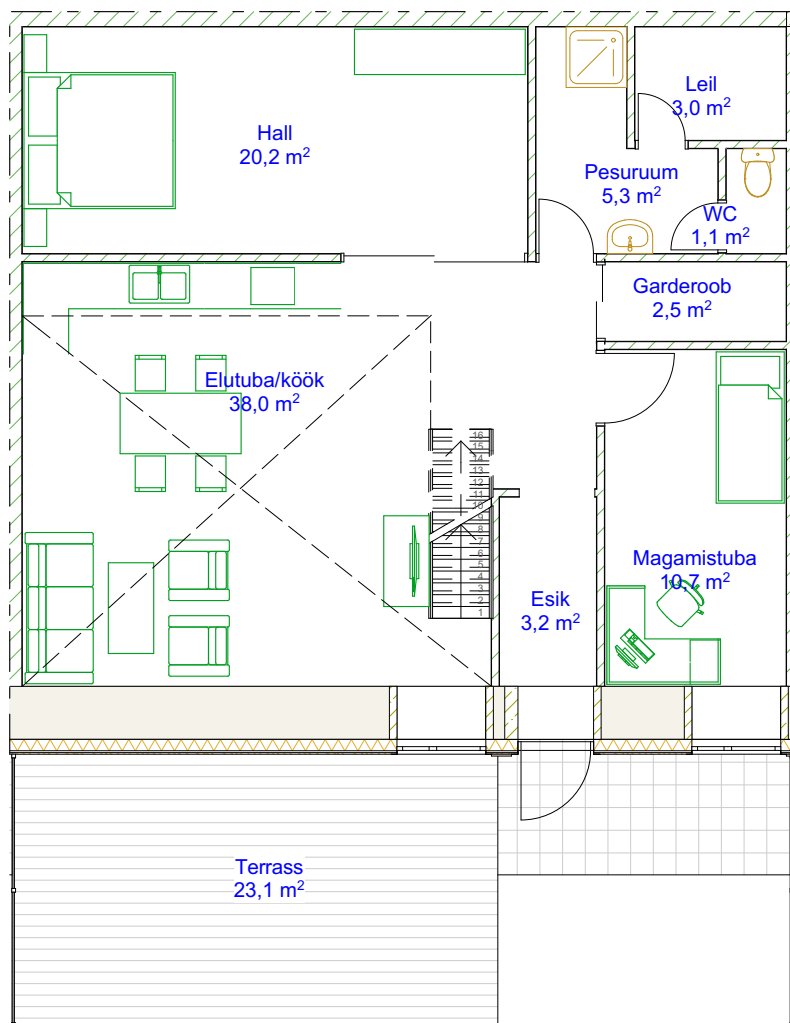 Leil
3,0 m²
Hall
20,2 m²
Pesuruum
5,3 m²
WC
1,1 m²
Garderoob
2,5 m²
Elutuba/köök
38,0 m²
16
15
14
13
12
11
10
9
8
7
6
5
4
3
2
1
Magamistuba
10,7 m²
Esik
3,2 m²
Terrass
23,1 m²